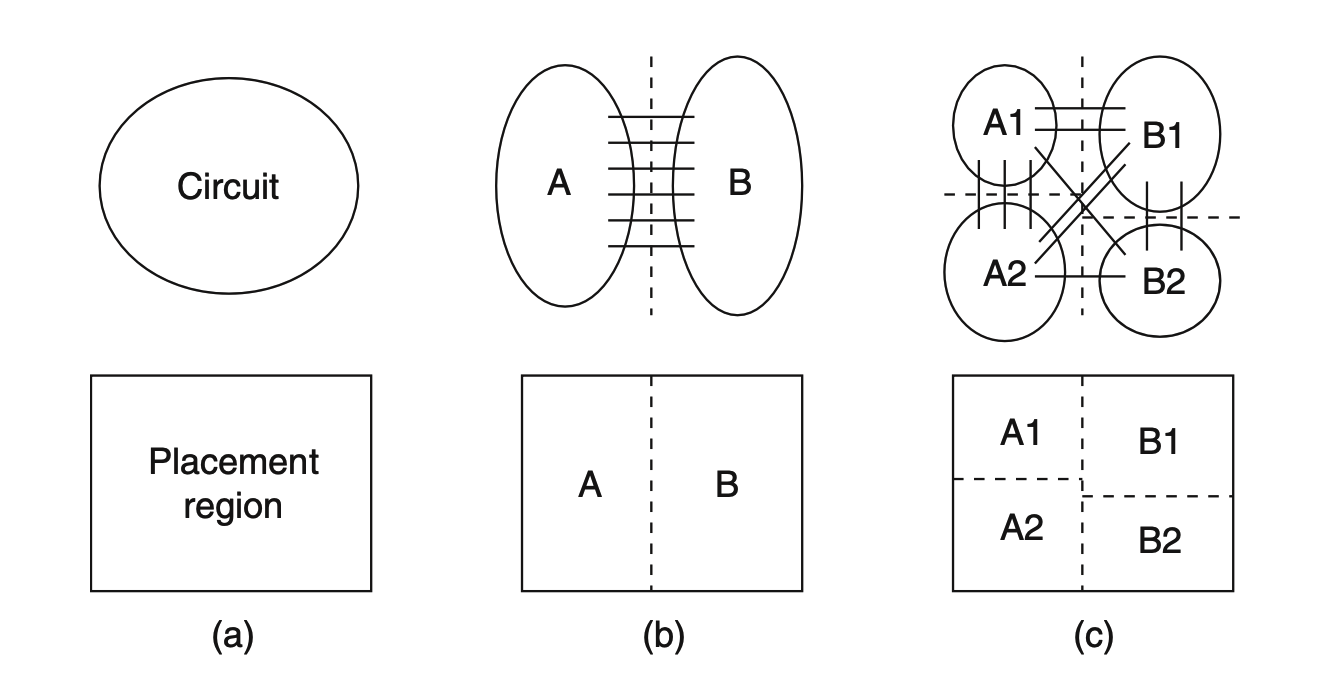 Circuit
A
B
A1
B1
A2
B2
Placement
region
A
B
A1
B1
A2
B2
(a)
(b)
(c)